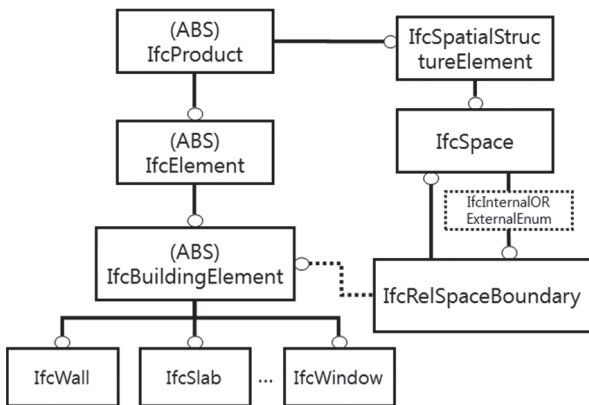 (ABS)
IfcProduct
IfcSpatialStruc
tureElement
(ABS)
IfcElement
IfcSpace
IfcInternalOR
ExternalEnum
(ABS)
IfcBuildingElement
IfcRelSpaceBoundary
IfcWall
IfcSlab
...
IfcWindow